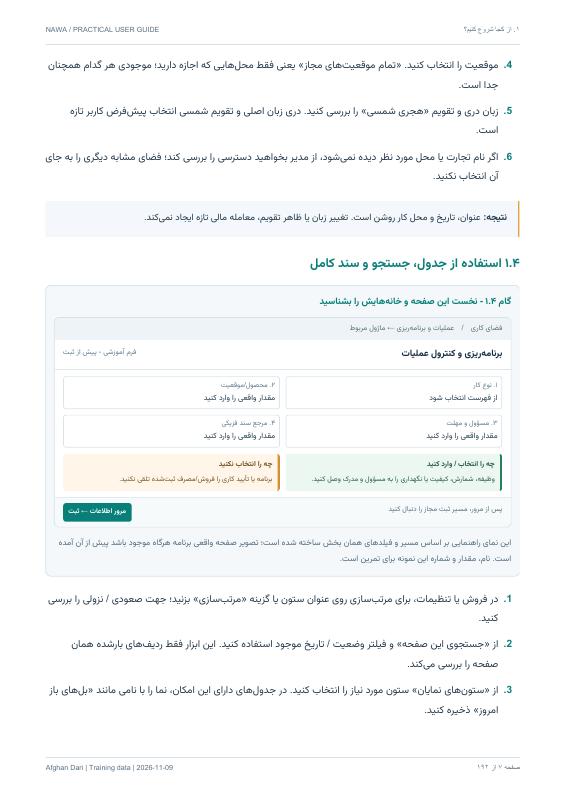 NAWA / PRACTICAL USER GUIDE
۱. از کجا شروع کنیم؟
4. موقعیت را انتخاب کنید. «تمام موقعیت‌های مجاز» یعنی فقط محل‌هایی که اجازه دارید؛ موجودی هر کدام همچنان
جدا است.
5. زبان دری و تقویم «هجری شمسی» را بررسی کنید. دری زبان اصلی و تقویم شمسی انتخاب پیش‌فرض کاربر تازه
است.
6. اگر نام تجارت یا محل مورد نظر دیده نمی‌شود، از مدیر بخواهید دسترسی را بررسی کند؛ فضای مشابه دیگری را به جای
آن انتخاب نکنید.
نتیجه: عنوان، تاریخ و محل کار روشن است. تغییر زبان یا ظاهر تقویم، معامله مالی تازه ایجاد نمی‌کند.
۱.۴ استفاده از جدول، جستجو و سند کامل
گام ۱.۴ - نخست این صفحه و خانه‌هایش را بشناسید
فضای کاری / عملیات و برنامه‌ریزی ← ماژول مربوط
برنامه‌ریزی و کنترول عملیات
فرم آموزشی - پیش از ثبت
۱. نوع کار
از فهرست انتخاب شود
۲. محصول/موقعیت
مقدار واقعی را وارد کنید
۳. مسؤول و مهلت
مقدار واقعی را وارد کنید
۴. مرجع سند فزیکی
مقدار واقعی را وارد کنید
چه را انتخاب / وارد کنید
وظیفه، شمارش، کیفیت یا نگهداری را به مسؤول و مدرک وصل کنید.
چه را انتخاب نکنید
برنامه یا تأیید کاری را فروش/مصرف ثبت‌شده تلقی نکنید.
پس از مرور، مسیر ثبت مجاز را دنبال کنید
مرور اطلاعات ← ثبت
این نمای راهنمایی بر اساس مسیر و فیلدهای همان بخش ساخته شده است؛ تصویر صفحه واقعی برنامه هرگاه موجود باشد پیش از آن آمده
است. نام، مقدار و شماره این نمونه برای تمرین است.
1. در فروش یا تنظیمات، برای مرتب‌سازی روی عنوان ستون یا گزینه «مرتب‌سازی» بزنید؛ جهت صعودی / نزولی را بررسی
کنید.
2. از «جستجوی این صفحه» و فیلتر وضعیت / تاریخ موجود استفاده کنید. این ابزار فقط ردیف‌های بارشده همان
صفحه را بررسی می‌کند.
3. از «ستون‌های نمایان» ستون مورد نیاز را انتخاب کنید. در جدول‌های دارای این امکان، نما را با نامی مانند «بل‌های باز
امروز» ذخیره کنید.
Afghan Dari | Training data | 2026-11-09
صفحه ۷ از ۱۹۲